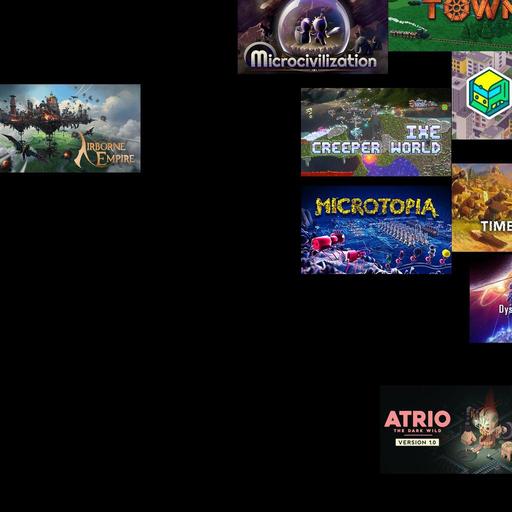 TOWN
Microcivilization
AIRBORNE
EMPIRE
IXE
CREEPER WORLD
MICROTOPIA
TIME
Dys
ATRIO
THE DARK WILD
VERSION 1.0